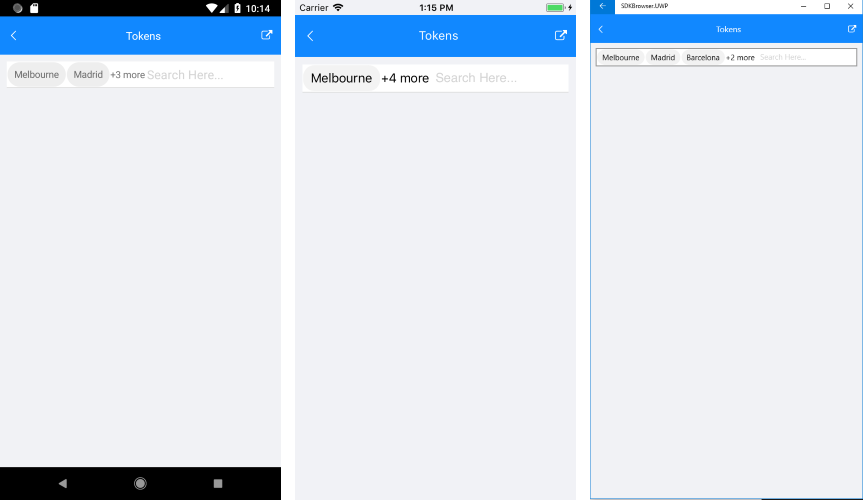 10:14
Tokens
Melbourne Madrid +3 more Search Here...
Carrier 1:15 PM
Tokens
Melbourne +4 more Search Here...
SDKBrowser.UWP
Tokens
Melbourne Madrid Barcelona +2 more Search Here...